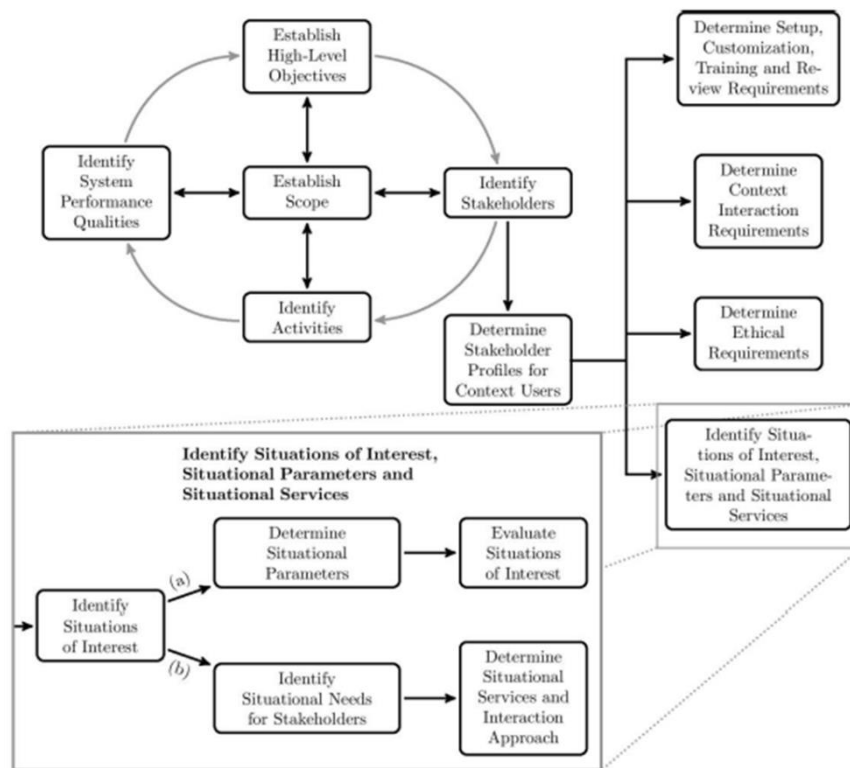 Establish
High-Level
Objectives
Identify
System
Performance
Qualities
Establish
Scope
Identify
Stakeholders
Identify
Activities
Determine
Stakeholder
Profiles for
Context Users
Determine Setup,
Customization,
Training and Re-
view Requirements
Determine
Context
Interaction
Requirements
Determine
Ethical
Requirements
Identify Situa-
tions of Interest,
Situational Parame-
ters and Situational
Services
Identify Situations of Interest,
Situational Parameters and
Situational Services
Identify
Situations
of Interest
(a)
Determine
Situational
Parameters
Evaluate
Situations
of Interest
(b)
Identify
Situational Needs
for Stakeholders
Determine
Situational
Services and
Interaction
Approach